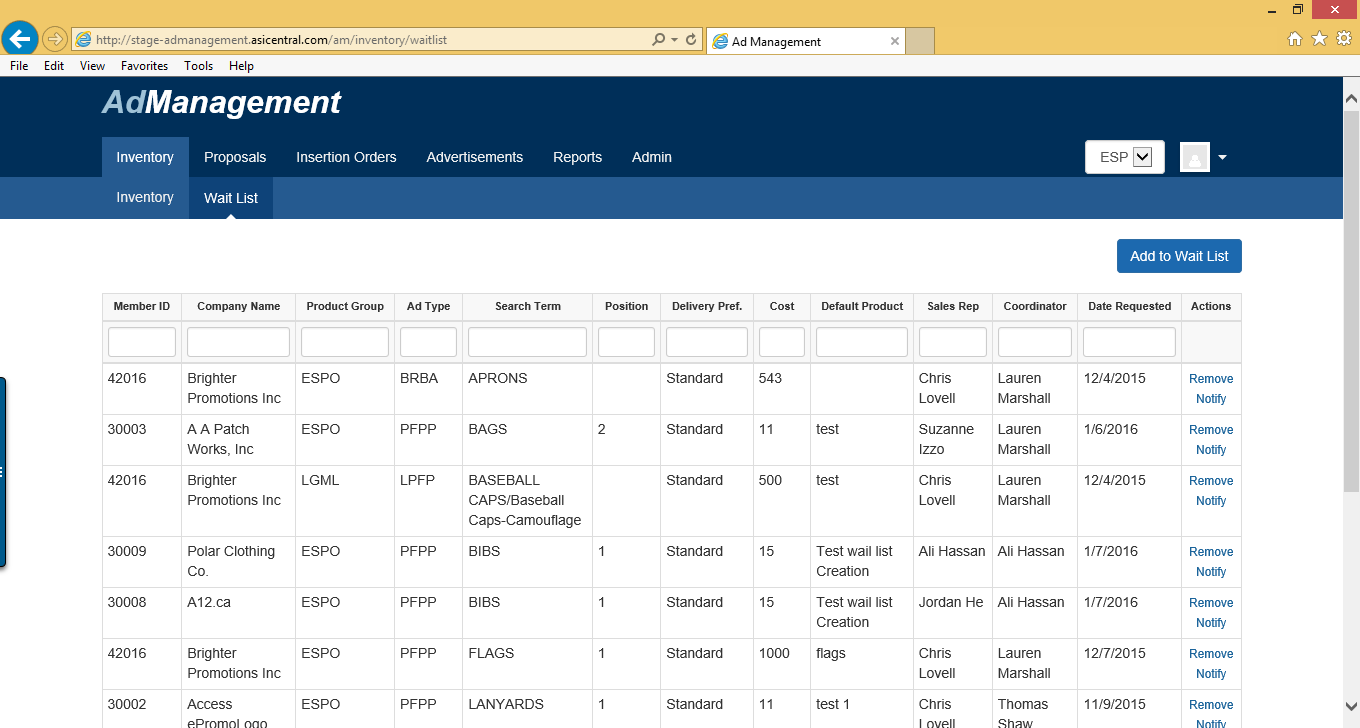 http://stage-admanagement.asicentral.com/am/inventory/waitlist
Ad Management
File Edit View Favorites Tools Help
AdManagement
Inventory Proposals Insertion Orders Advertisements Reports Admin
ESP
Inventory Wait List
Add to Wait List
Member ID Company Name Product Group Ad Type Search Term Position Delivery Pref. Cost Default Product Sales Rep Coordinator Date Requested Actions
42016 Brighter ESPO BRBA APRONS Standard 543 Chris Lauren 12/4/2015 Remove
Promotions Inc Lovell Marshall Notify
30003 A A Patch ESPO PFPP BAGS 2 Standard 11 test Suzanne Lauren 1/6/2016 Remove
Works, Inc Izzo Marshall Notify
42016 Brighter LGML LPFP BASEBALL Standard 500 test Chris Lauren 12/4/2015 Remove
Promotions Inc CAPS/Baseball Lovell Marshall Notify
Caps-Camouflage
30009 Polar Clothing ESPO PFPP BIBS 1 Standard 15 Test wail list Ali Hassan Ali Hassan 1/7/2016 Remove
Co. Creation Notify
30008 A12.ca ESPO PFPP BIBS 1 Standard 15 Test wail list Jordan He Ali Hassan 1/7/2016 Remove
Creation Notify
42016 Brighter ESPO PFPP FLAGS 1 Standard 1000 flags Chris Lauren 12/7/2015 Remove
Promotions Inc Lovell Marshall Notify
30002 Access ESPO PFPP LANYARDS 1 Standard 11 test 1 Chris Thomas 11/9/2015 Remove
ePromoLogo Lovell Shaw Notify